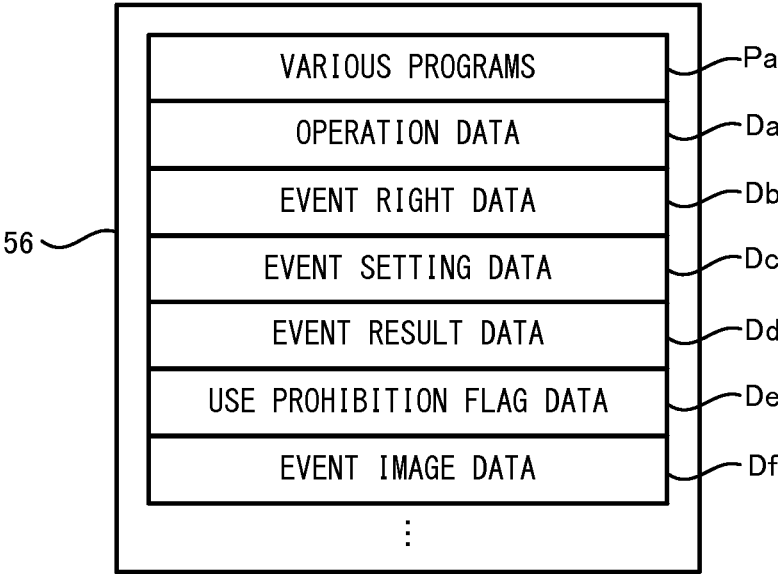 VARIOUS PROGRAMS Pa
OPERATION DATA Da
EVENT RIGHT DATA Db
56
EVENT SETTING DATA Dc
EVENT RESULT DATA Dd
USE PROHIBITION FLAG DATA De
EVENT IMAGE DATA Df
⋮